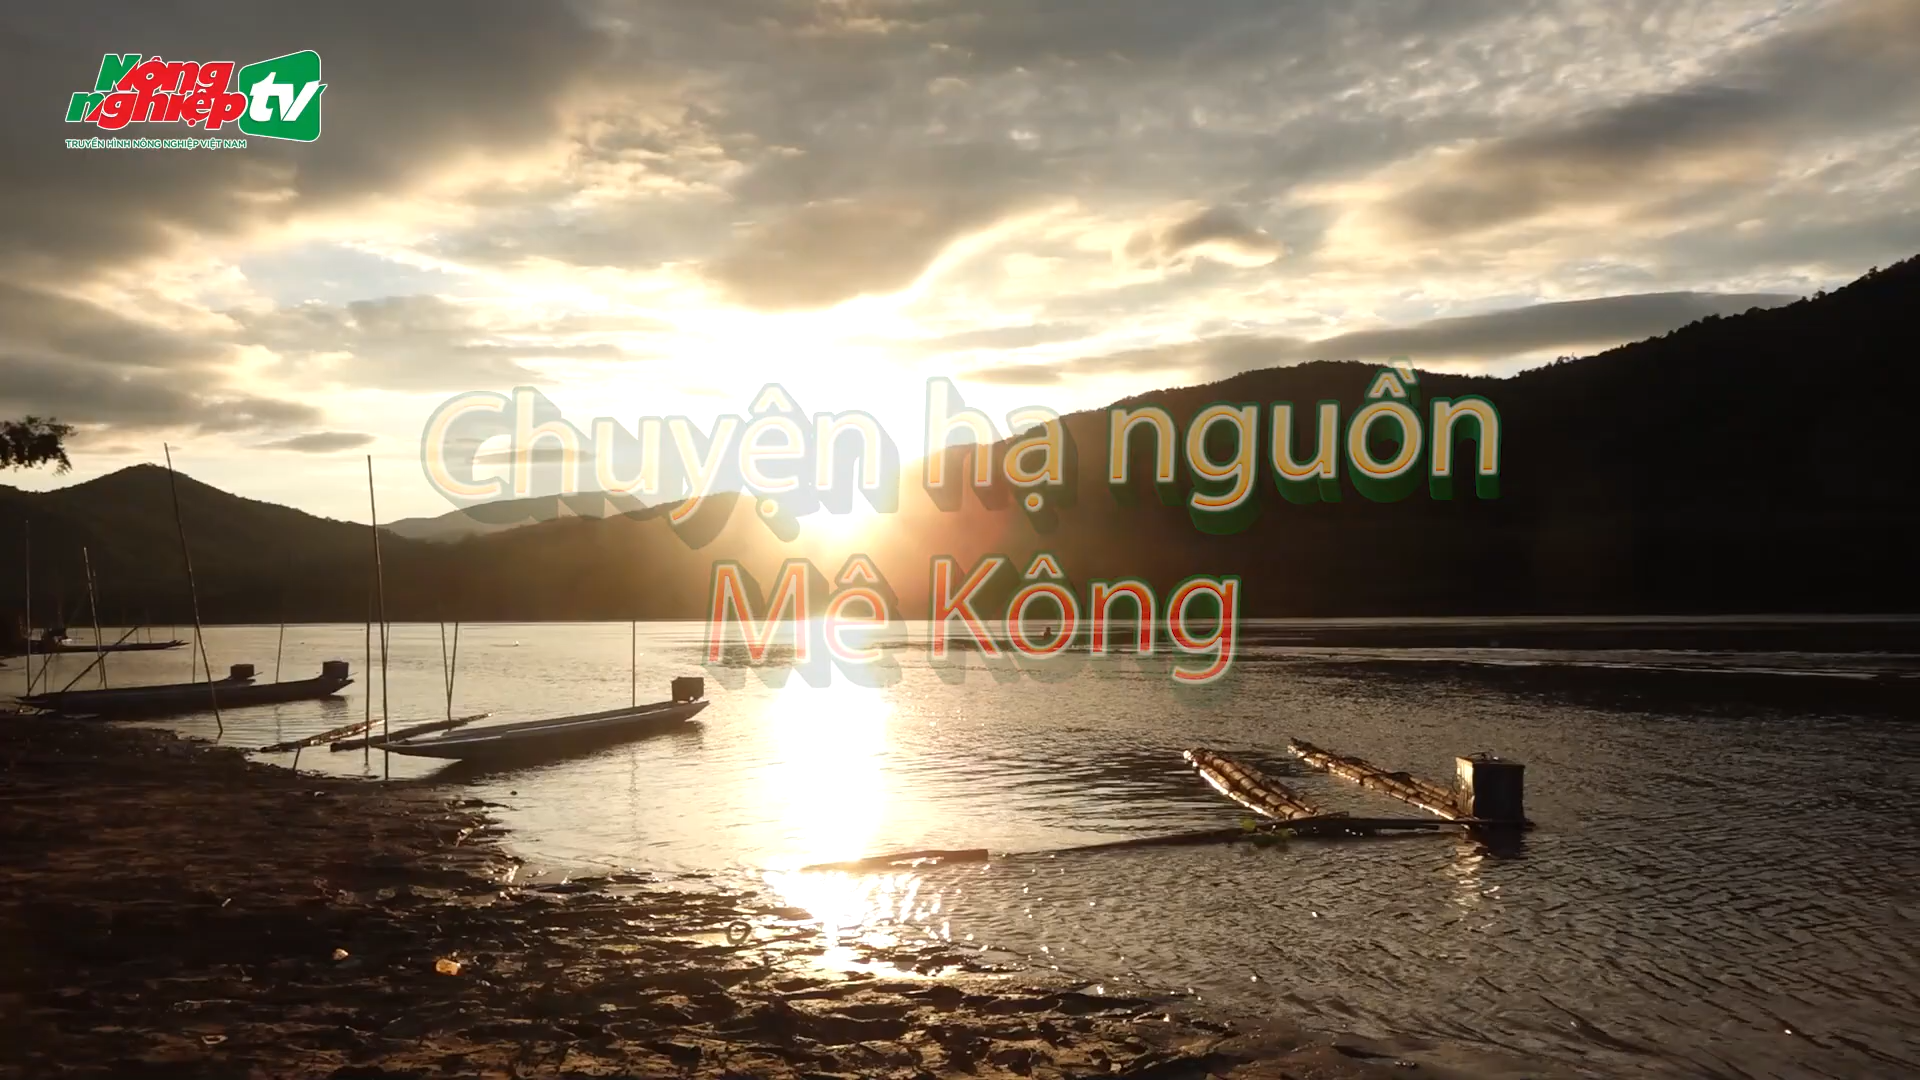 Nông
nghiệp tv
TRUYỀN HÌNH NÔNG NGHIỆP VIỆT NAM
Chuyện hạ nguồn
Mê Kông